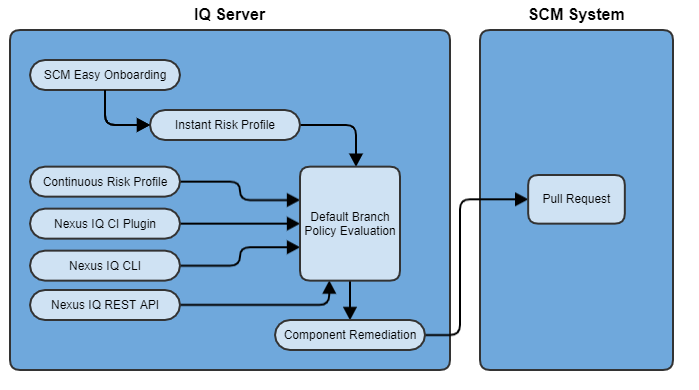 IQ Server
SCM System
SCM Easy Onboarding
Instant Risk Profile
Continuous Risk Profile
Nexus IQ CI Plugin
Nexus IQ CLI
Nexus IQ REST API
Default Branch
Policy Evaluation
Component Remediation
Pull Request